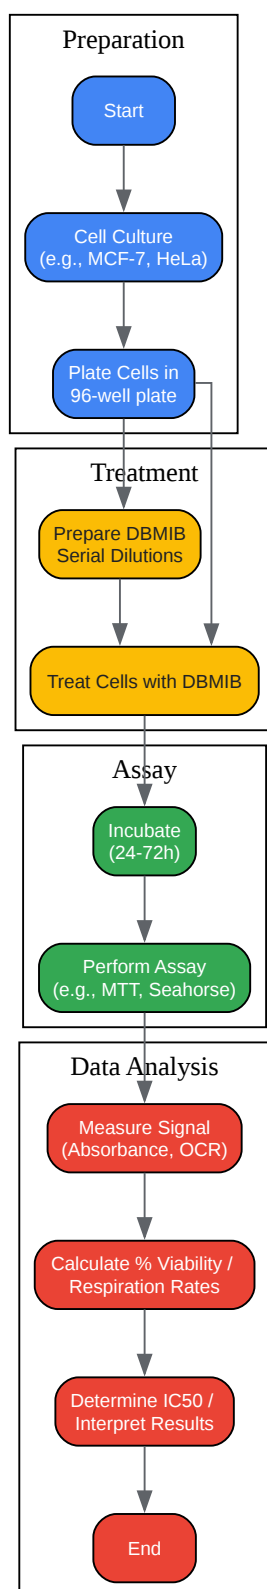 Preparation
Start
Cell Culture
(e.g., MCF-7, HeLa)
Plate Cells in
96-well plate
Treatment
Prepare DBMIB
Serial Dilutions
Treat Cells with DBMIB
Assay
Incubate
(24-72h)
Perform Assay
(e.g., MTT, Seahorse)
Data Analysis
Measure Signal
(Absorbance, OCR)
Calculate % Viability /
Respiration Rates
Determine IC50 /
Interpret Results
End